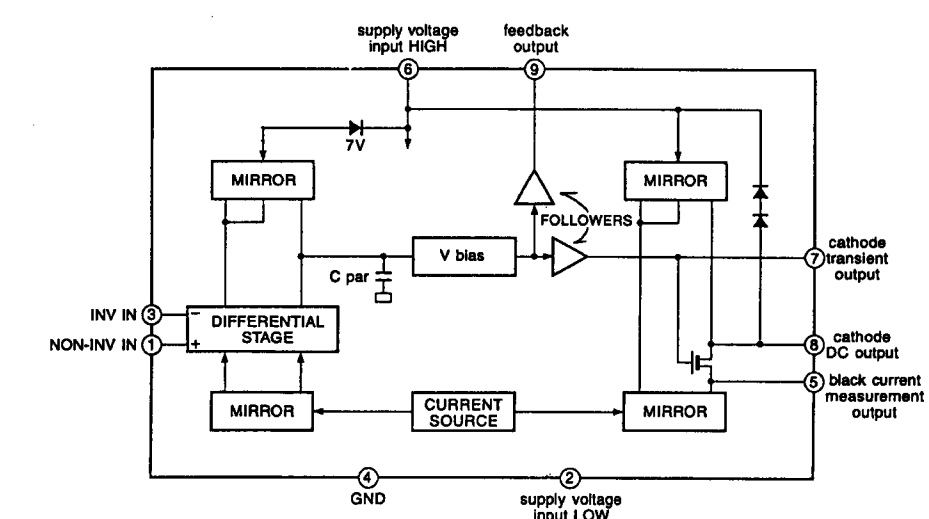 supply voltage
input HIGH
feedback
output
6
9
7V
MIRROR
MIRROR
FOLLOWERS
V bias
C par
7
cathode
transient
output
INV IN
3
-
DIFFERENTIAL
STAGE
NON-INV IN
1
+
8
cathode
DC output
5
black current
measurement
output
MIRROR
CURRENT
SOURCE
MIRROR
4
GND
2
supply voltage
input LOW